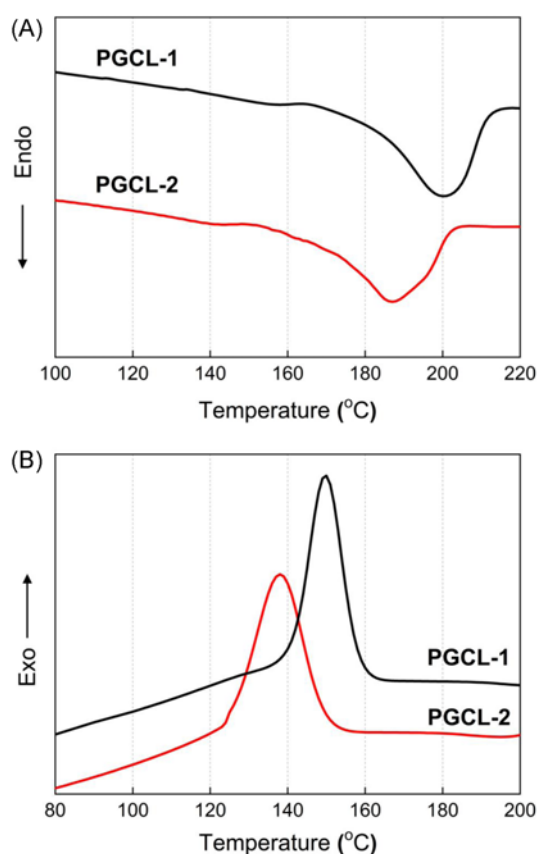 (A)
PGCL-1
PGCL-2
Endo
100 120 140 160 180 200 220
Temperature (°C)
(B)
PGCL-1
PGCL-2
Exo
80 100 120 140 160 180 200
Temperature (°C)